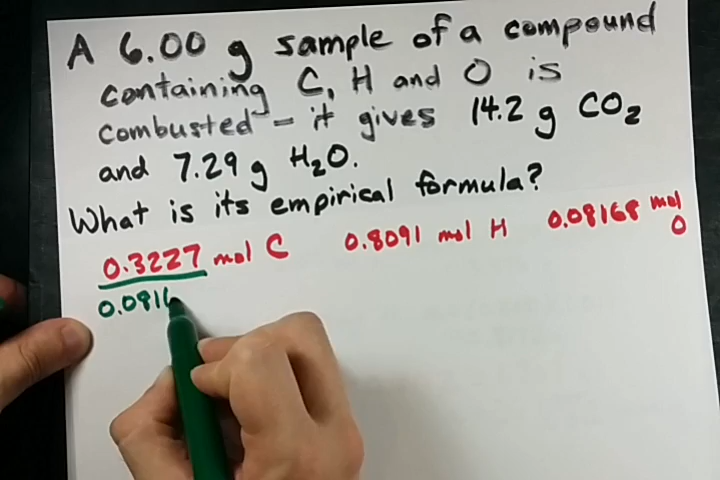 A 6.00 g sample of a compound
containing C, H and O is
combusted - it gives 14.2 g CO2
and 7.29 g H2O.
What is its empirical formula?
0.3227 mol C 0.8091 mol H 0.08168 mol O
0.0816